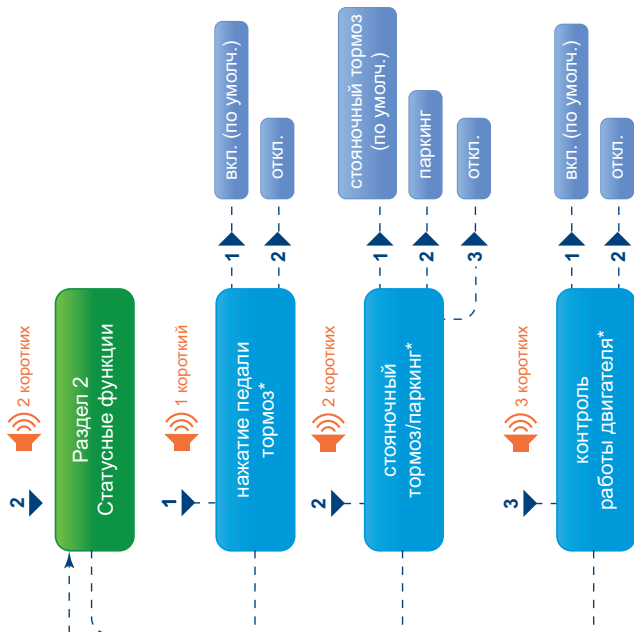 2
2 коротких
Раздел 2
Статусные функции
1
1 короткий
нажатие педали
тормоз*
1
вкл. (по умолч.)
2
откл.
2
2 коротких
стояночный
тормоз/паркинг*
1
стояночный тормоз
(по умолч.)
2
паркинг
3
откл.
3
3 коротких
контроль
работы двигателя*
1
вкл. (по умолч.)
2
откл.